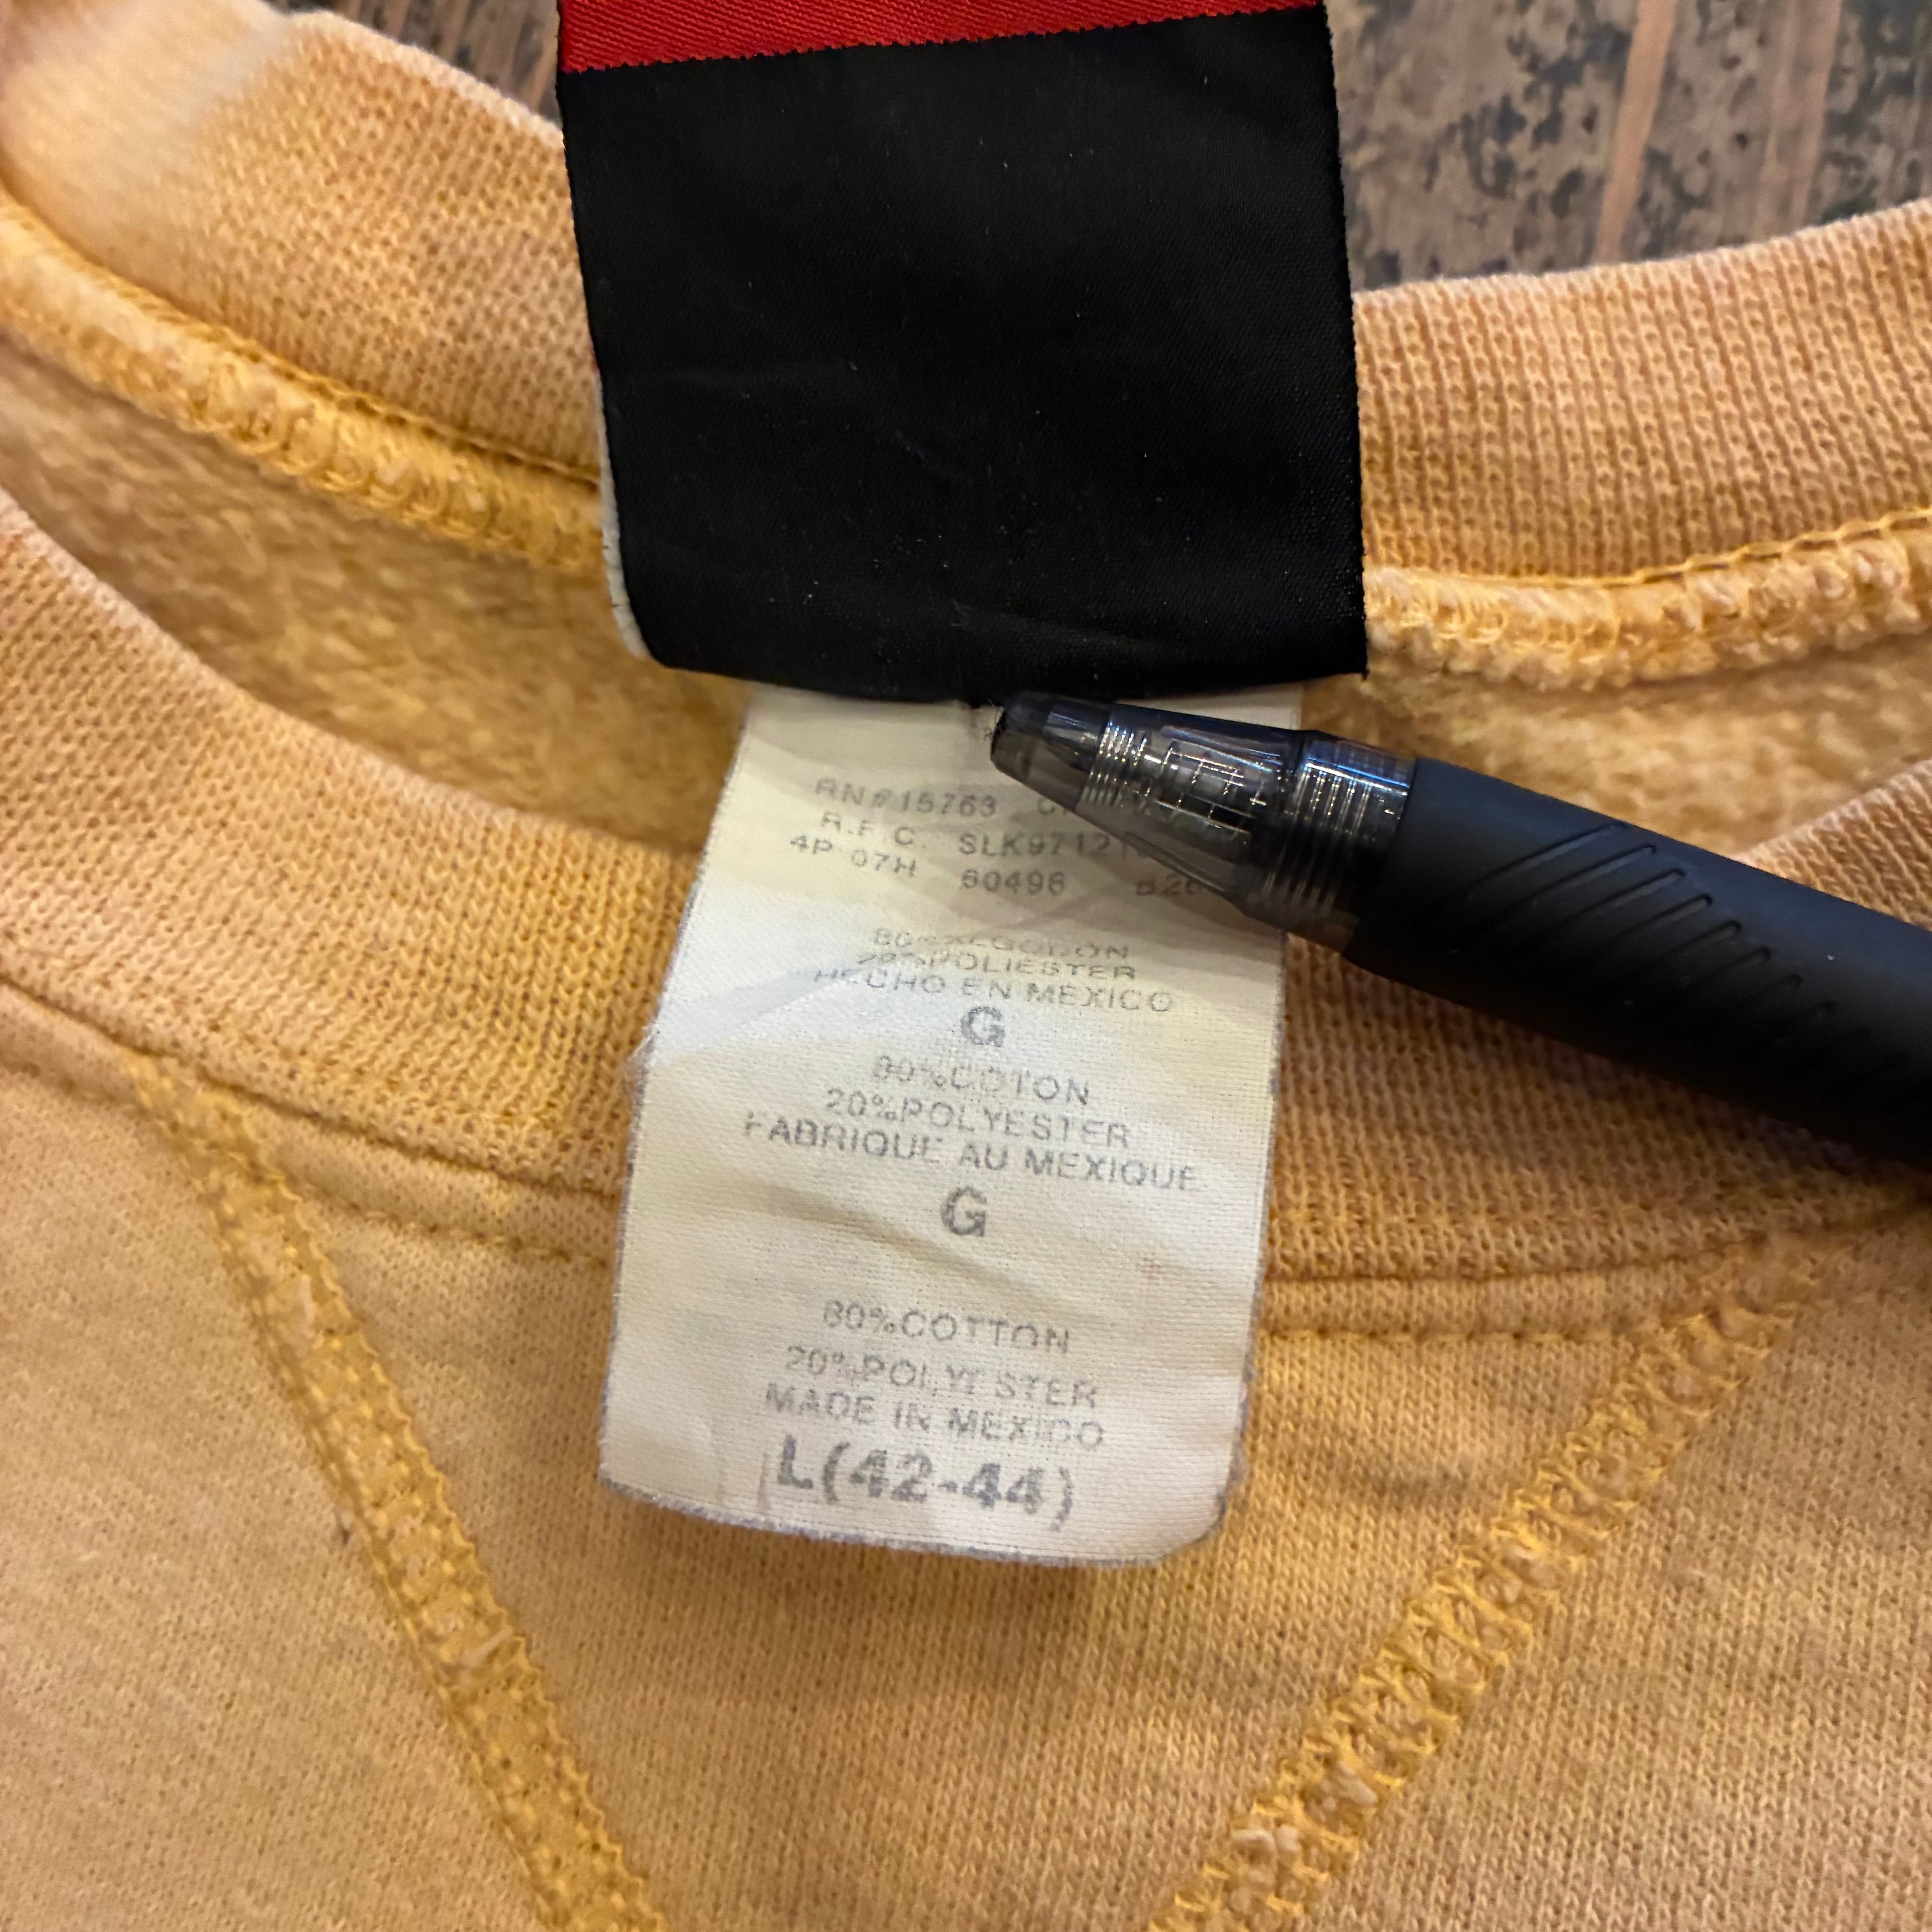 RN#15763
R.F.C. SLK9712
4P 07H 60496
80%ALGODON
20%POLIESTER
HECHO EN MEXICO
G
80%COTON
20%POLYESTER
FABRIQUE AU MEXIQUE
G
80%COTTON
20%POLYESTER
MADE IN MEXICO
L(42-44)